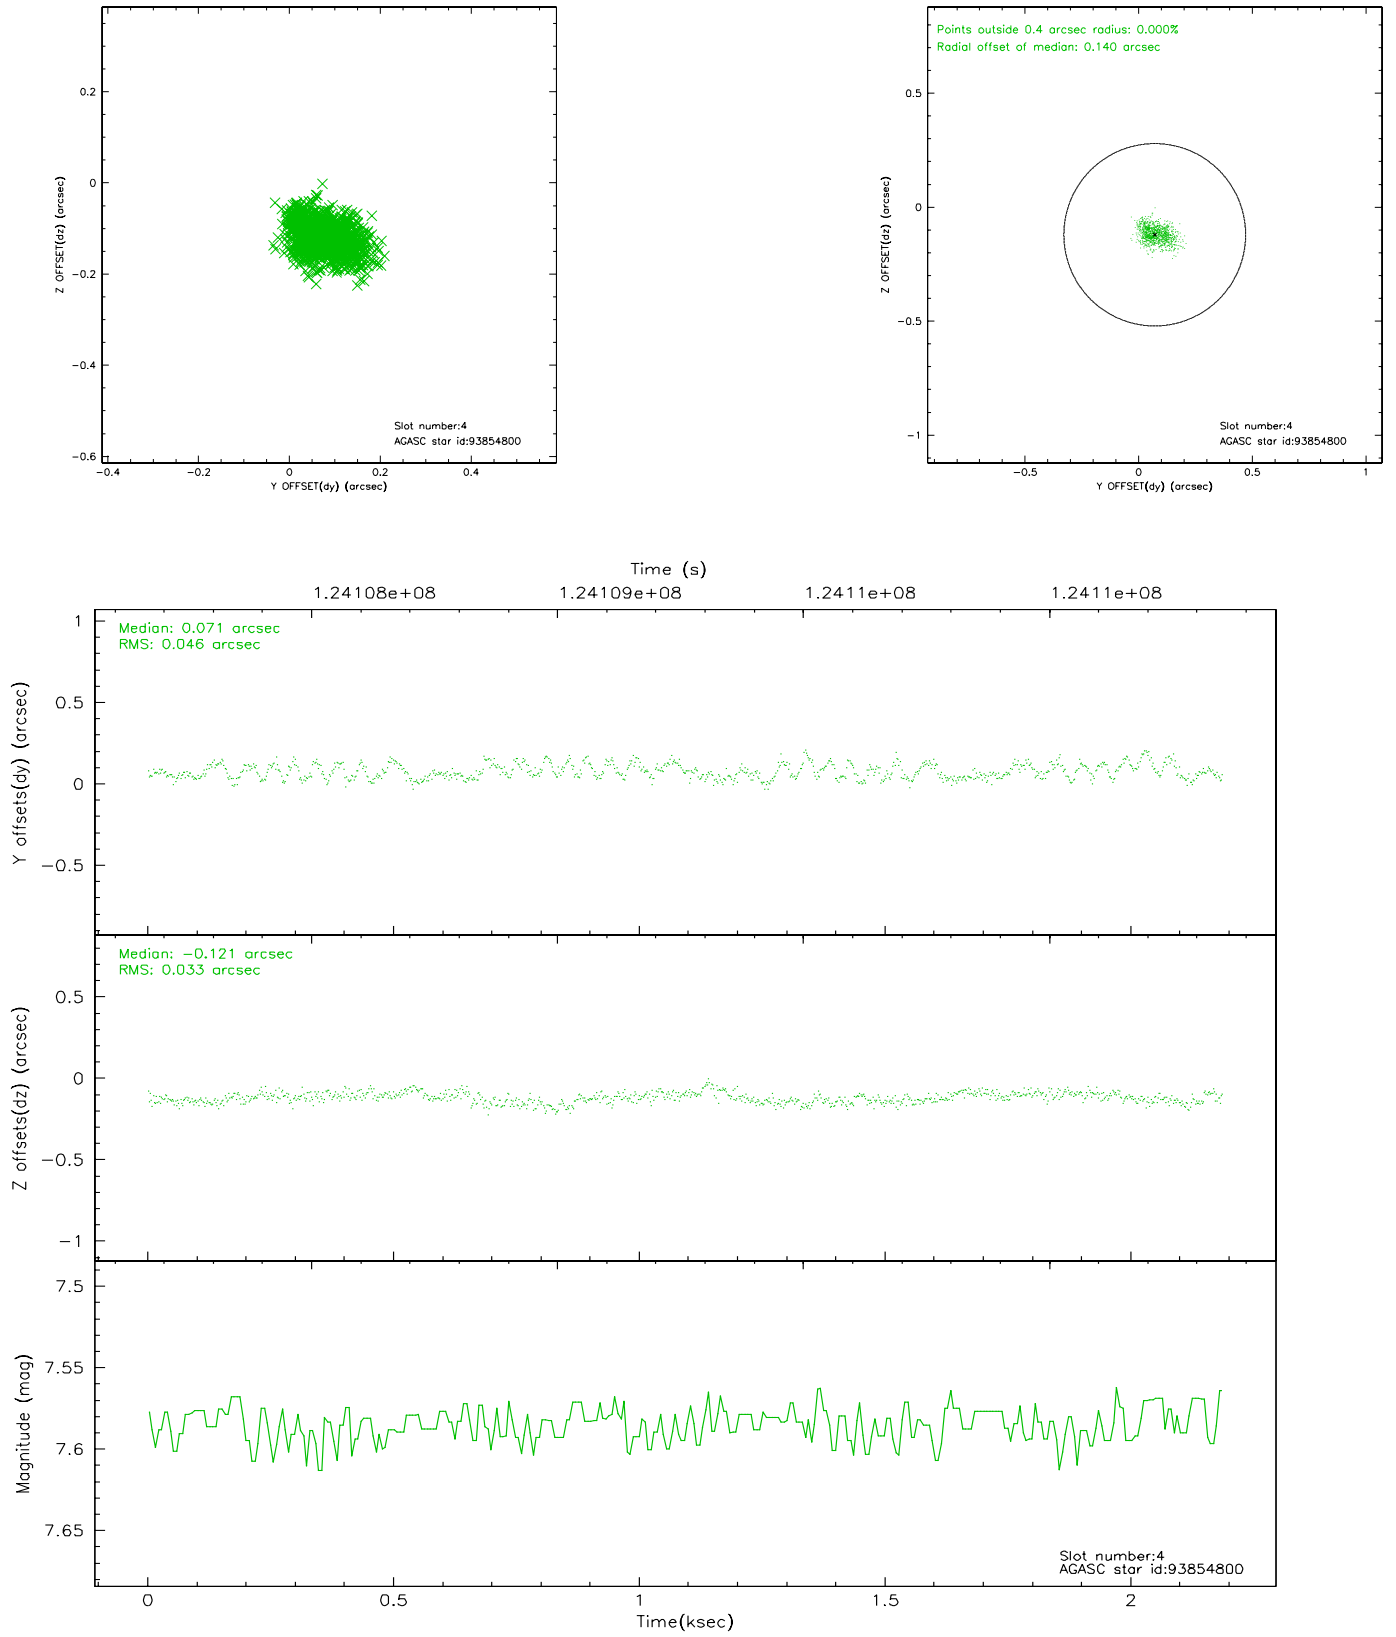 0.2
0
−0.2
−0.4
−0.6
Z OFFSET(dz) (arcsec)
Slot number:4
AGASC star id:93854800
−0.4 −0.2 0 0.2 0.4
Y OFFSET(dy) (arcsec)
Points outside 0.4 arcsec radius: 0.000%
Radial offset of median: 0.140 arcsec
0.5
0
−0.5
−1
Z OFFSET(dz) (arcsec)
Slot number:4
AGASC star id:93854800
−0.5 0 0.5 1
Y OFFSET(dy) (arcsec)
Time (s)
1.24108e+08 1.24109e+08 1.2411e+08 1.2411e+08
Median: 0.071 arcsec
RMS: 0.046 arcsec
1
0.5
0
−0.5
Y offsets(dy) (arcsec)
Median: −0.121 arcsec
RMS: 0.033 arcsec
0.5
0
−0.5
−1
Z offsets(dz) (arcsec)
7.5
7.55
7.6
7.65
Magnitude (mag)
Slot number:4
AGASC star id:93854800
0 0.5 1 1.5 2
Time(ksec)